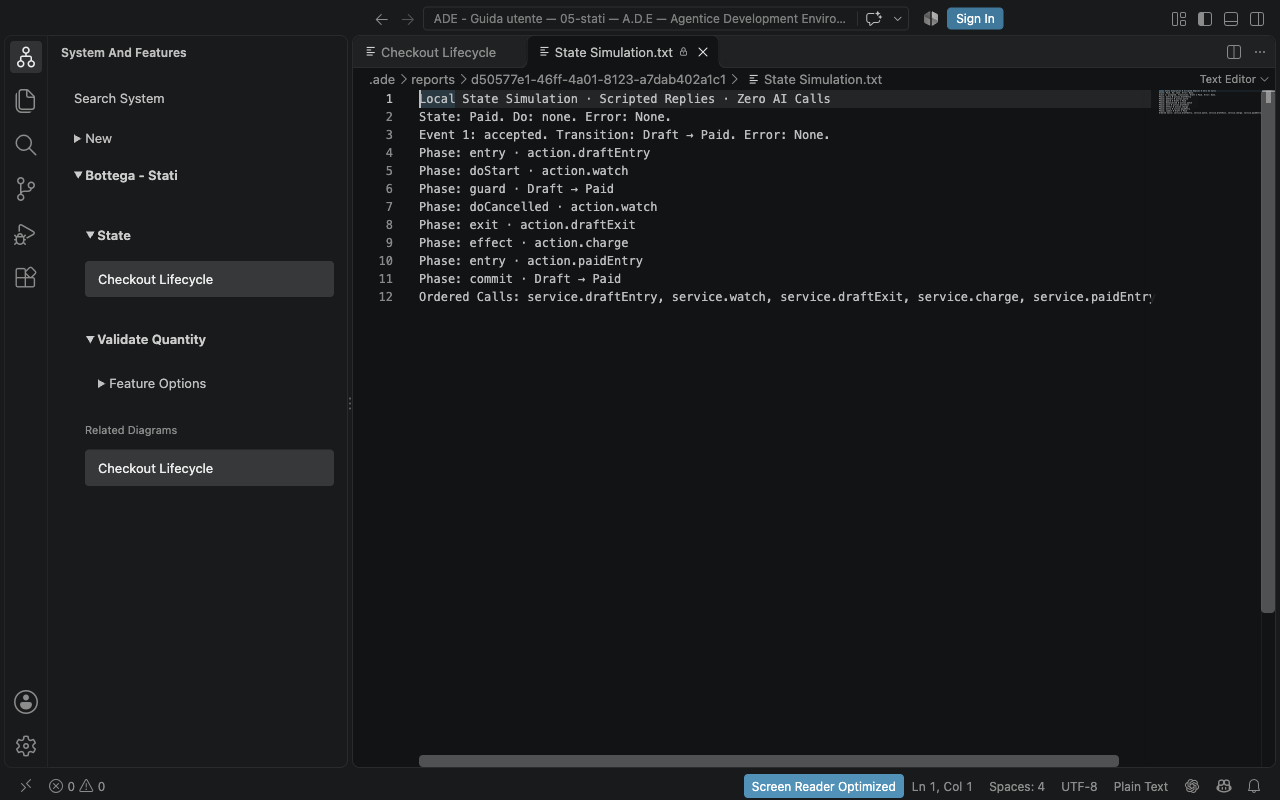 ADE - Guida utente — 05-stati — A.D.E — Agentice Development Enviro...
Sign In
System And Features
Search System
New
Bottega - Stati
State
Checkout Lifecycle
Validate Quantity
Feature Options
Related Diagrams
Checkout Lifecycle
Checkout Lifecycle
State Simulation.txt
.ade > reports > d50577e1-46ff-4a01-8123-a7dab402a1c1 > State Simulation.txt
Text Editor
1 Local State Simulation · Scripted Replies · Zero AI Calls
2 State: Paid. Do: none. Error: None.
3 Event 1: accepted. Transition: Draft → Paid. Error: None.
4 Phase: entry · action.draftEntry
5 Phase: doStart · action.watch
6 Phase: guard · Draft → Paid
7 Phase: doCancelled · action.watch
8 Phase: exit · action.draftExit
9 Phase: effect · action.charge
10 Phase: entry · action.paidEntry
11 Phase: commit · Draft → Paid
12 Ordered Calls: service.draftEntry, service.watch, service.draftExit, service.charge, service.paidEntry
0 0
Screen Reader Optimized
Ln 1, Col 1
Spaces: 4
UTF-8
Plain Text